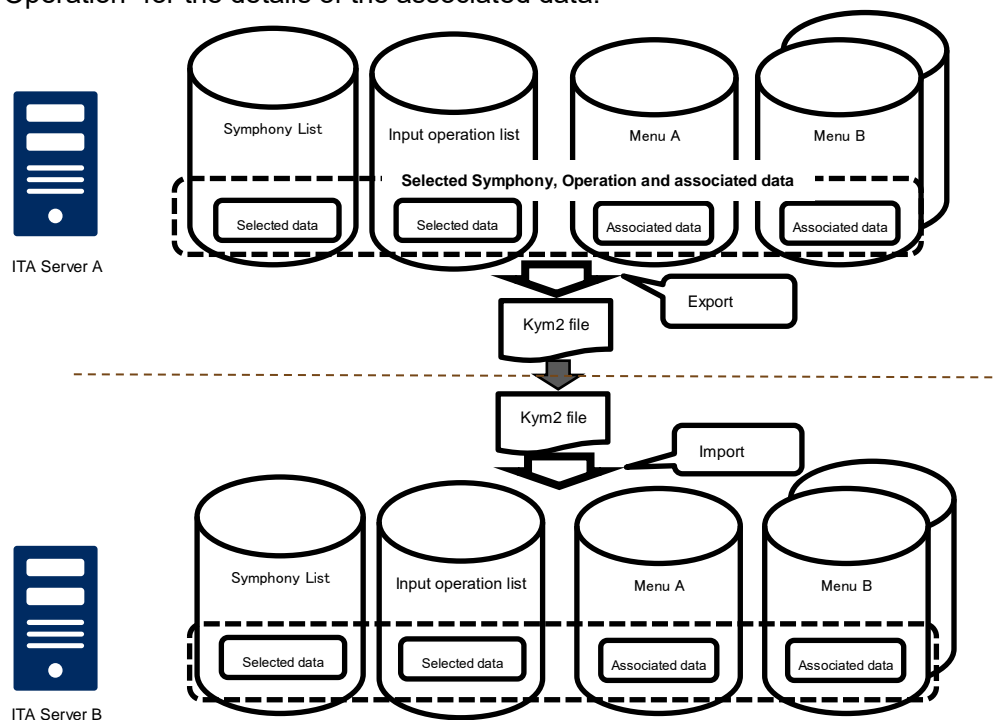 Operation" for the details of the associated data.
Symphony List
Input operation list
Menu A
Menu B
Selected Symphony, Operation and associated data
Selected data
Selected data
Associated data
Associated data
ITA Server A
Export
Kym2 file
Kym2 file
Import
Symphony List
Input operation list
Menu A
Menu B
Selected data
Selected data
Associated data
Associated data
ITA Server B